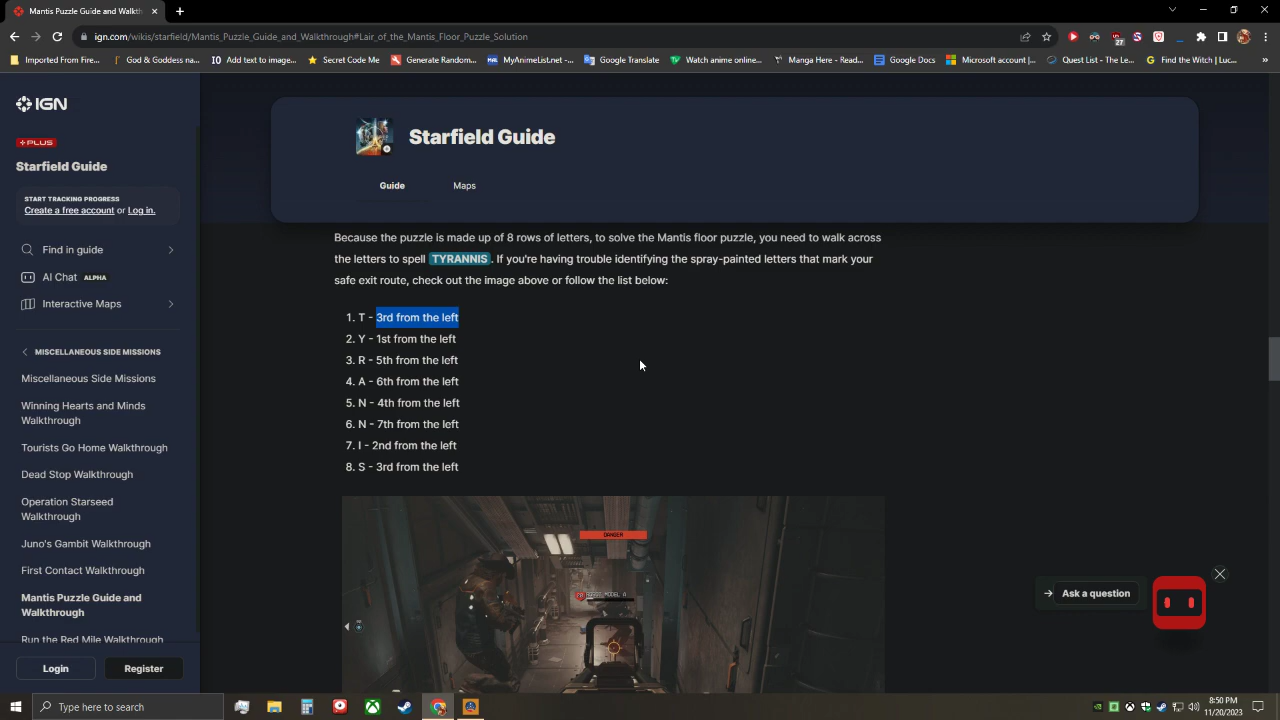 Mantis Puzzle Guide and Walkth
ign.com/wikis/starfield/Mantis_Puzzle_Guide_and_Walkthrough#Lair_of_the_Mantis_Floor_Puzzle_Solution
27
Imported From Fire...
God & Goddess na...
Add text to image...
Secret Code Me
Generate Random...
MyAnimeList.net -...
Google Translate
Watch anime online...
Manga Here - Read...
Google Docs
Microsoft account |...
Quest List - The Le...
Find the Witch | Luc...
»
IGN
PLUS
Starfield Guide
START TRACKING PROGRESS
Create a free account or Log in.
Find in guide
AI Chat ALPHA
Interactive Maps
MISCELLANEOUS SIDE MISSIONS
Miscellaneous Side Missions
Winning Hearts and Minds
Walkthrough
Tourists Go Home Walkthrough
Dead Stop Walkthrough
Operation Starseed
Walkthrough
Juno's Gambit Walkthrough
First Contact Walkthrough
Mantis Puzzle Guide and
Walkthrough
Run the Red Mile Walkthrough
Login
Register
Starfield Guide
Guide
Maps
Because the puzzle is made up of 8 rows of letters, to solve the Mantis floor puzzle, you need to walk across
the letters to spell TYRANNIS. If you're having trouble identifying the spray-painted letters that mark your
safe exit route, check out the image above or follow the list below:
1. T - 3rd from the left
2. Y - 1st from the left
3. R - 5th from the left
4. A - 6th from the left
5. N - 4th from the left
6. N - 7th from the left
7. I - 2nd from the left
8. S - 3rd from the left
DANGER
MODEL A
Ask a question
Type here to search
8:50 PM
11/20/2023